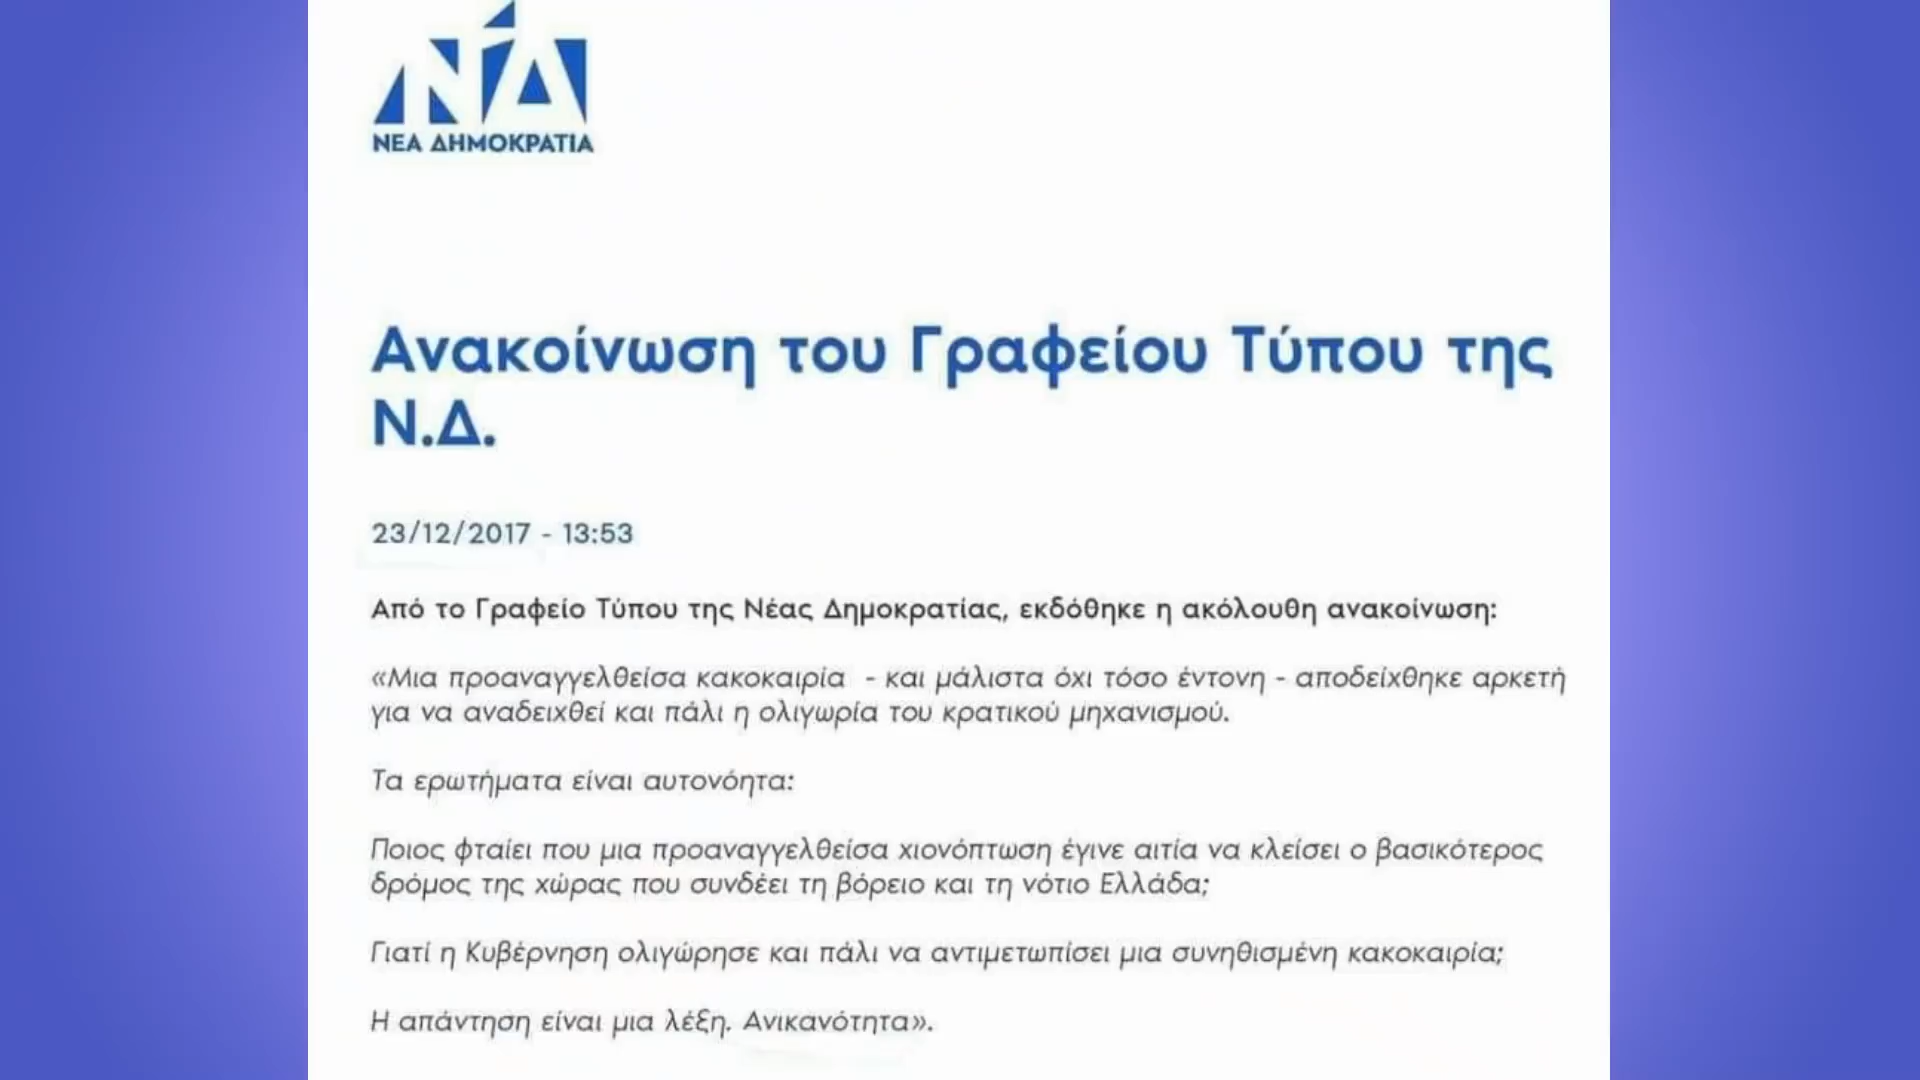 ΝΔ
ΝΕΑ ΔΗΜΟΚΡΑΤΙΑ
Ανακοίνωση του Γραφείου Τύπου της
Ν.Δ.
23/12/2017 - 13:53
Από το Γραφείο Τύπου της Νέας Δημοκρατίας, εκδόθηκε η ακόλουθη ανακοίνωση:
«Μια προαναγγελθείσα κακοκαιρία - και μάλιστα όχι τόσο έντονη - αποδείχθηκε αρκετή
για να αναδειχθεί και πάλι η ολιγωρία του κρατικού μηχανισμού.
Τα ερωτήματα είναι αυτονόητα:
Ποιος φταίει που μια προαναγγελθείσα χιονόπτωση έγινε αιτία να κλείσει ο βασικότερος
δρόμος της χώρας που συνδέει τη βόρειο και τη νότιο Ελλάδα;
Γιατί η Κυβέρνηση ολιγώρησε και πάλι να αντιμετωπίσει μια συνηθισμένη κακοκαιρία;
Η απάντηση είναι μια λέξη. Ανικανότητα».